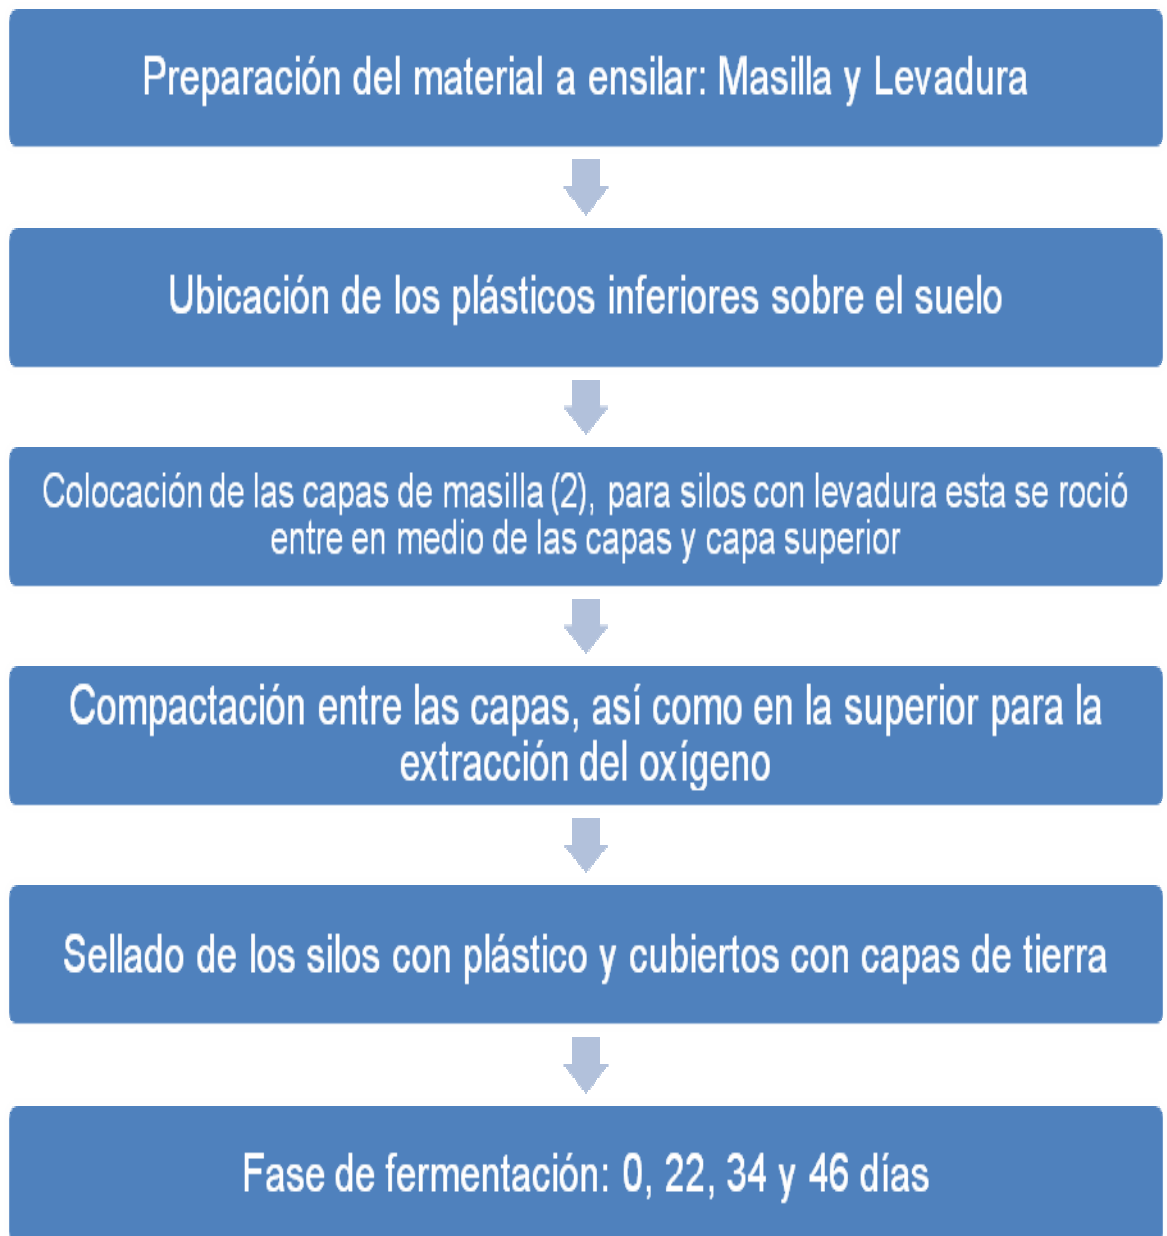 Preparación del material a ensilar: Masilla y Levadura
Ubicación de los plásticos inferiores sobre el suelo
Colocación de las capas de masilla (2), para silos con levadura esta se roció
entre en medio de las capas y capa superior
Compactación entre las capas, así como en la superior para la
extracción del oxígeno
Sellado de los silos con plástico y cubiertos con capas de tierra
Fase de fermentación: 0, 22, 34 y 46 días